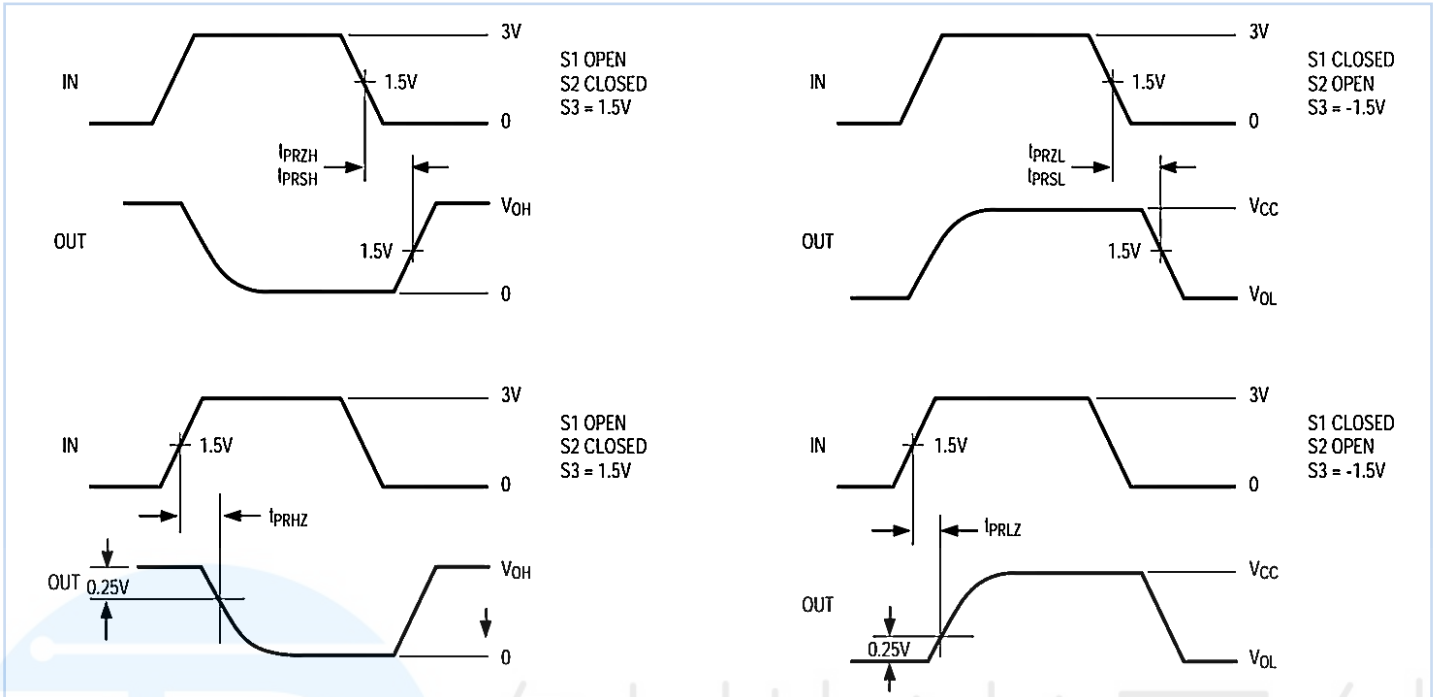 3V
IN
1.5V
0
S1 OPEN
S2 CLOSED
S3 = 1.5V
tPRZH
tPRSH
VOH
OUT
1.5V
0
3V
IN
1.5V
0
S1 CLOSED
S2 OPEN
S3 = -1.5V
tPRZL
tPRSL
VCC
OUT
1.5V
VOL
3V
IN
1.5V
0
S1 OPEN
S2 CLOSED
S3 = 1.5V
tPRHZ
VOH
OUT
0.25V
0
3V
IN
1.5V
0
S1 CLOSED
S2 OPEN
S3 = -1.5V
tPRLZ
VCC
OUT
0.25V
VOL